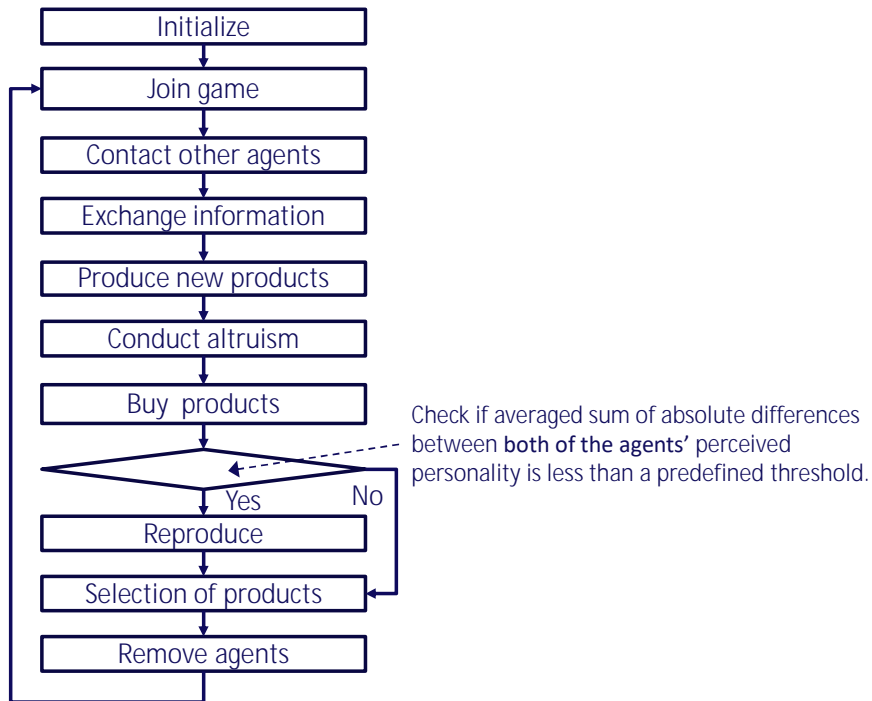 Initialize
Join game
Contact other agents
Exchange information
Produce new products
Conduct altruism
Buy products
Check if averaged sum of absolute differences
between both of the agents’ perceived
personality is less than a predefined threshold.
Yes
No
Reproduce
Selection of products
Remove agents